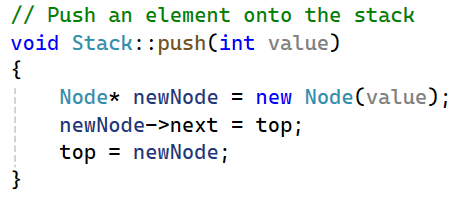 // Push an element onto the stack
void Stack::push(int value)
{
    Node* newNode = new Node(value);
    newNode->next = top;
    top = newNode;
}